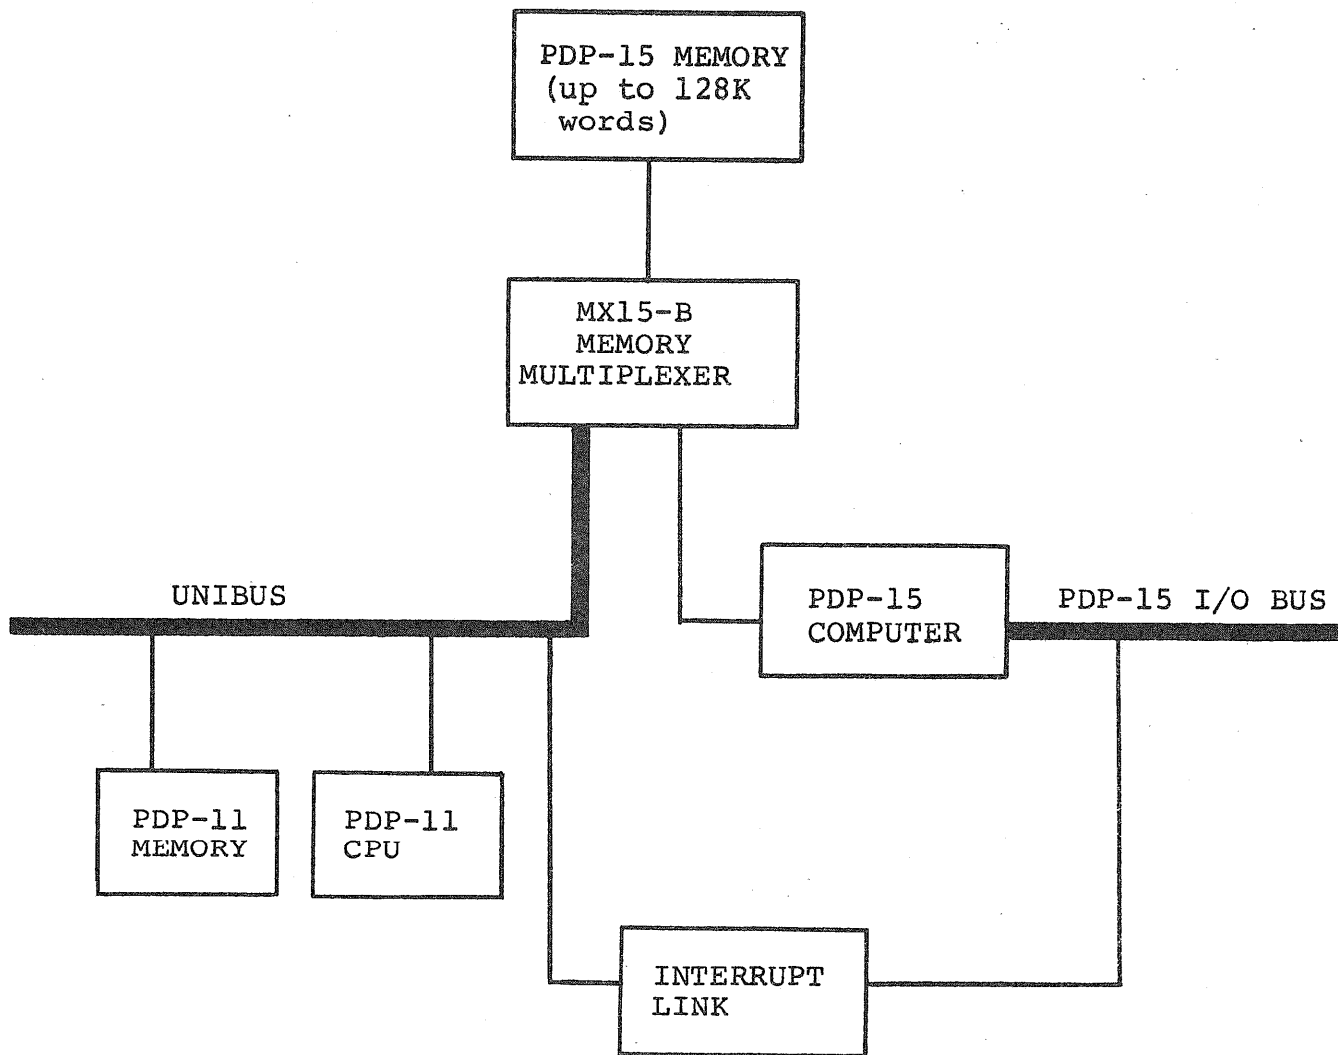 PDP-15 MEMORY
(up to 128K
words)
MX15-B
MEMORY
MULTIPLEXER
UNIBUS
PDP-15
COMPUTER
PDP-15 I/O BUS
PDP-11
MEMORY
PDP-11
CPU
INTERRUPT
LINK